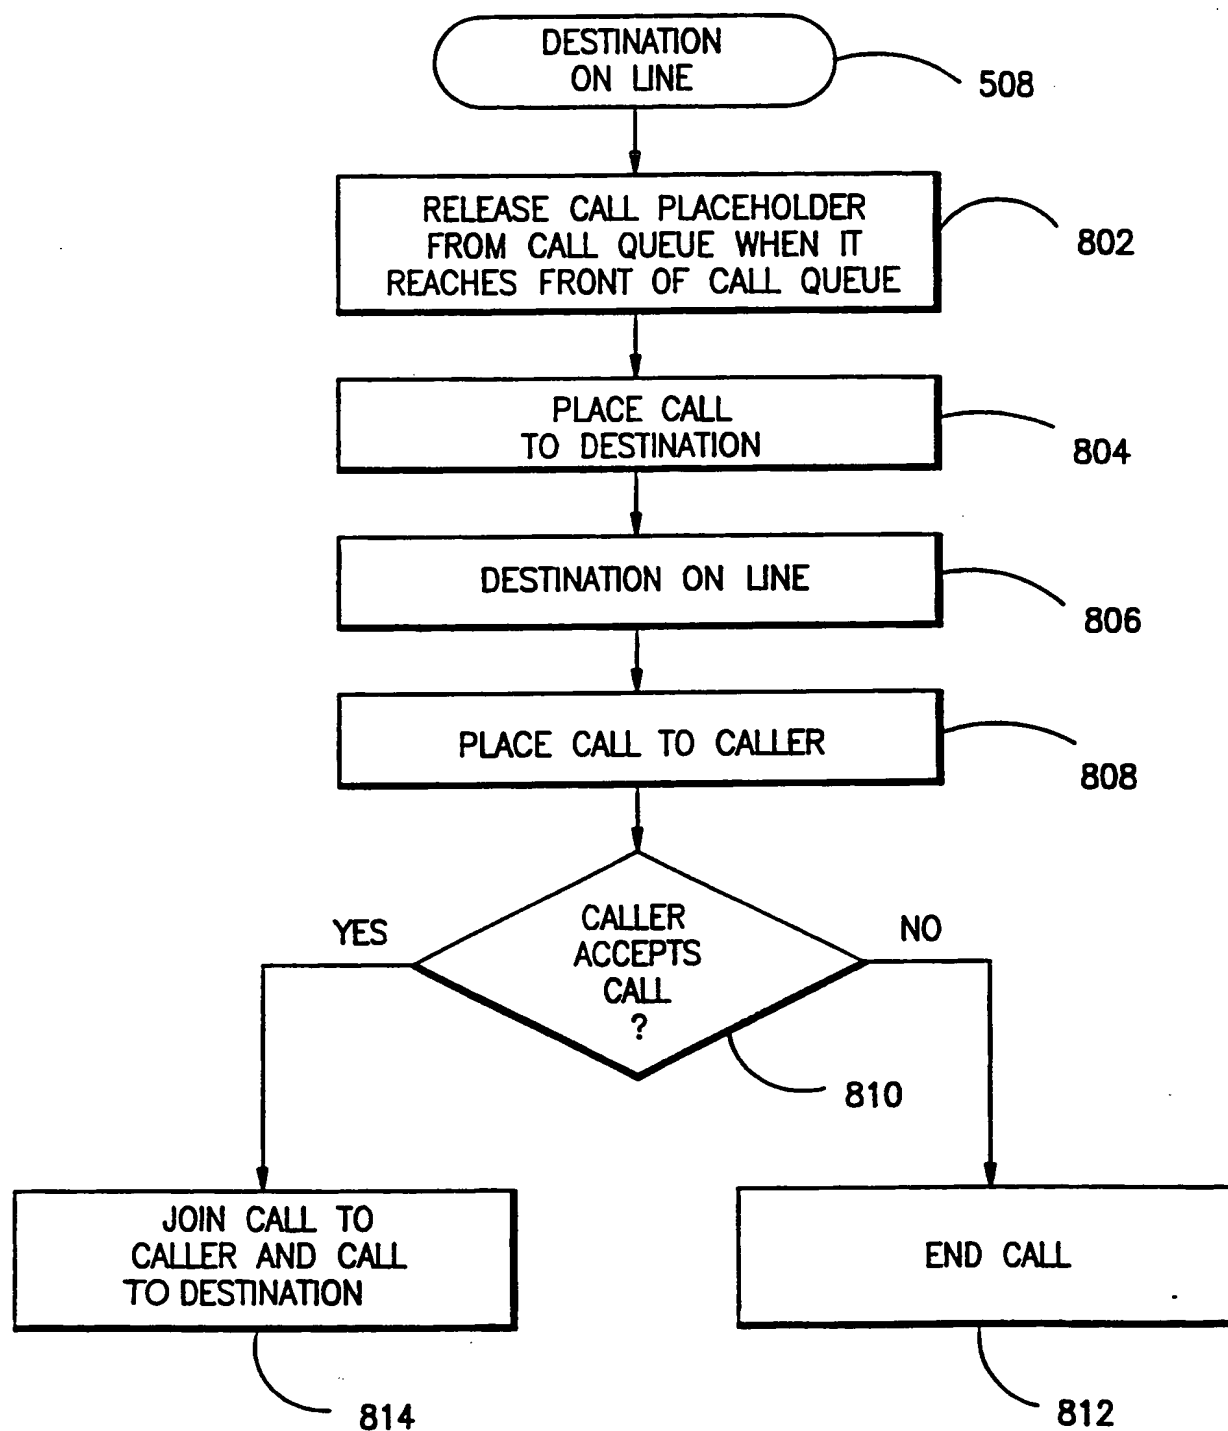 DESTINATION
ON LINE
508
RELEASE CALL PLACEHOLDER
FROM CALL QUEUE WHEN IT
REACHES FRONT OF CALL QUEUE
802
PLACE CALL
TO DESTINATION
804
DESTINATION ON LINE
806
PLACE CALL TO CALLER
808
YES
NO
CALLER
ACCEPTS
CALL
?
810
JOIN CALL TO
CALLER AND CALL
TO DESTINATION
814
END CALL
812